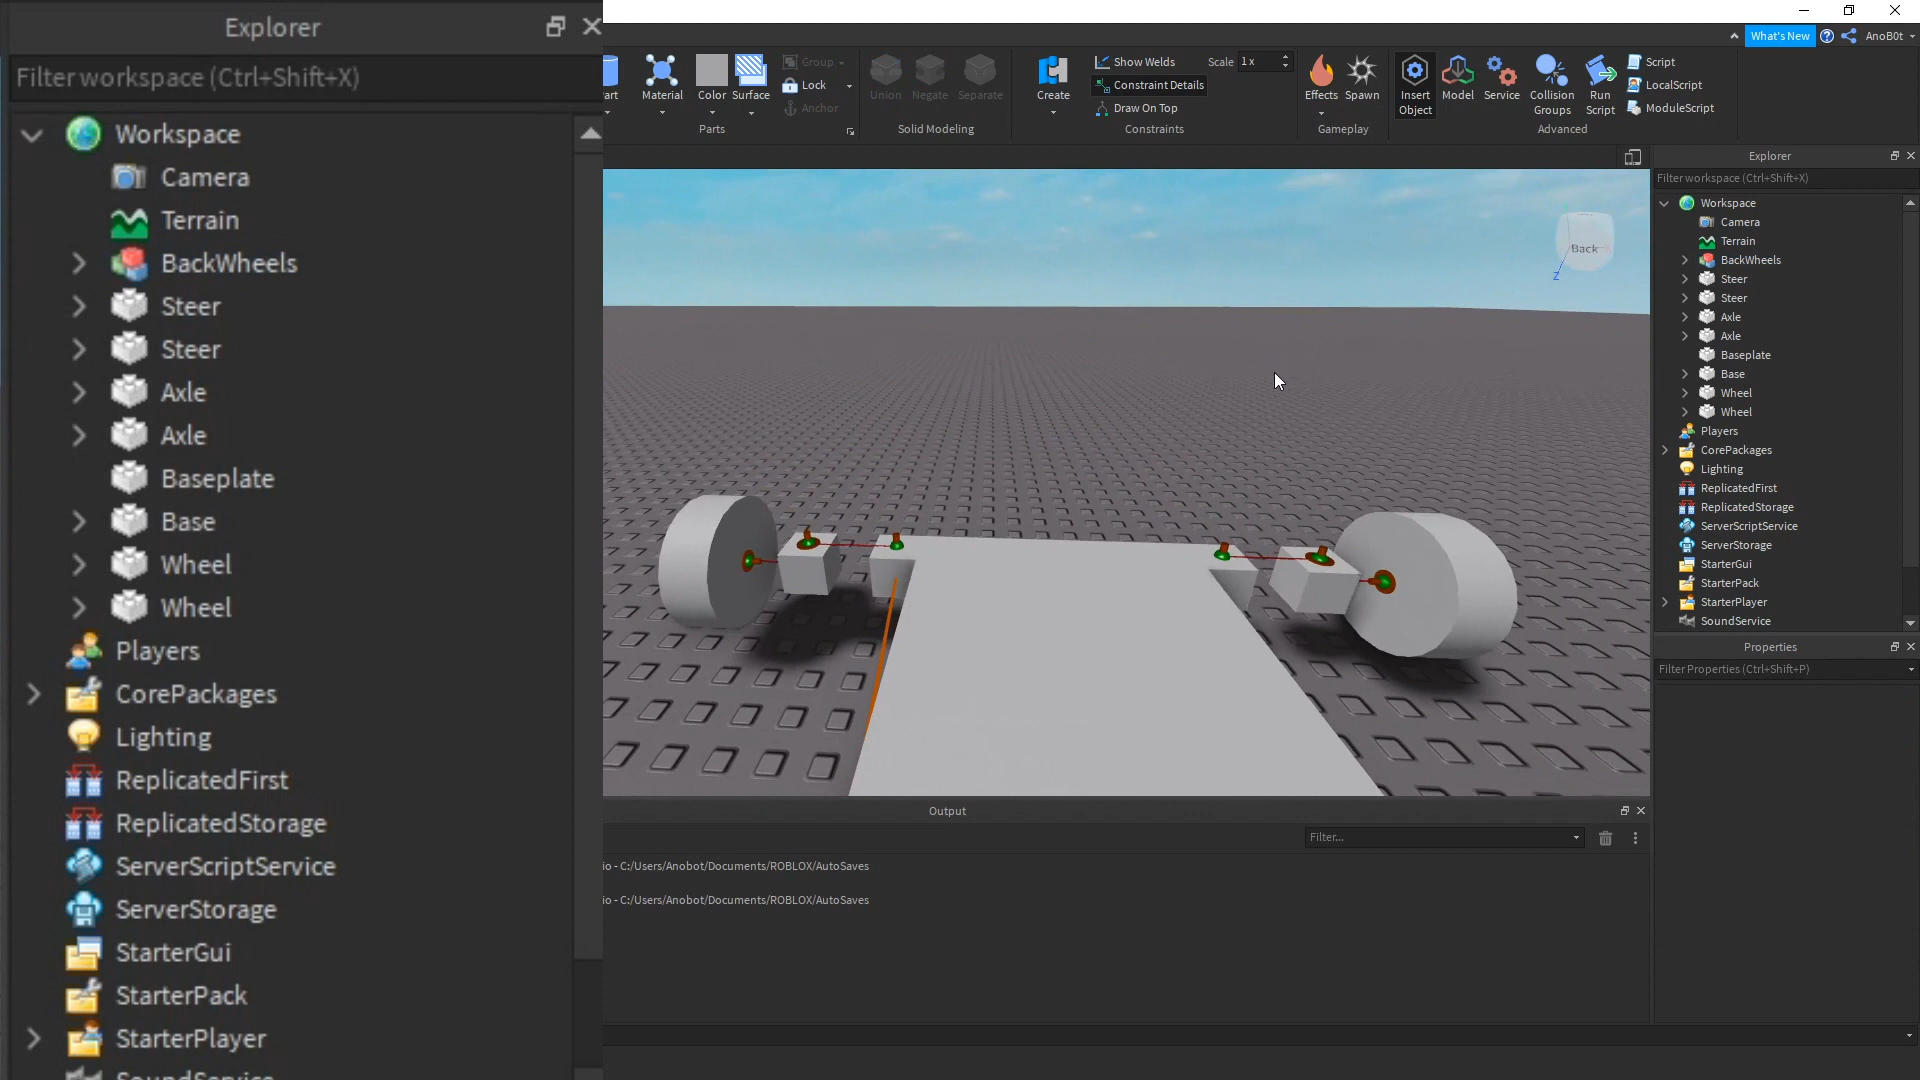 Explorer
Filter workspace (Ctrl+Shift+X)
Workspace
Camera
Terrain
BackWheels
Steer
Steer
Axle
Axle
Baseplate
Base
Wheel
Wheel
Players
CorePackages
Lighting
ReplicatedFirst
ReplicatedStorage
ServerScriptService
ServerStorage
StarterGui
StarterPack
StarterPlayer
SoundService
What's New
AnoB0t
Material
Color
Surface
Group
Lock
Anchor
Parts
Union
Negate
Separate
Solid Modeling
Create
Show Welds
Scale 1 x
Constraint Details
Draw On Top
Constraints
Effects
Spawn
Gameplay
Insert
Object
Model
Service
Collision
Groups
Run
Script
Script
LocalScript
ModuleScript
Advanced
Back
Z
Explorer
Filter workspace (Ctrl+Shift+X)
Workspace
Camera
Terrain
BackWheels
Steer
Steer
Axle
Axle
Baseplate
Base
Wheel
Wheel
Players
CorePackages
Lighting
ReplicatedFirst
ReplicatedStorage
ServerScriptService
ServerStorage
StarterGui
StarterPack
StarterPlayer
SoundService
Properties
Filter Properties (Ctrl+Shift+P)
Output
Filter...
io - C:/Users/Anobot/Documents/ROBLOX/AutoSaves
io - C:/Users/Anobot/Documents/ROBLOX/AutoSaves